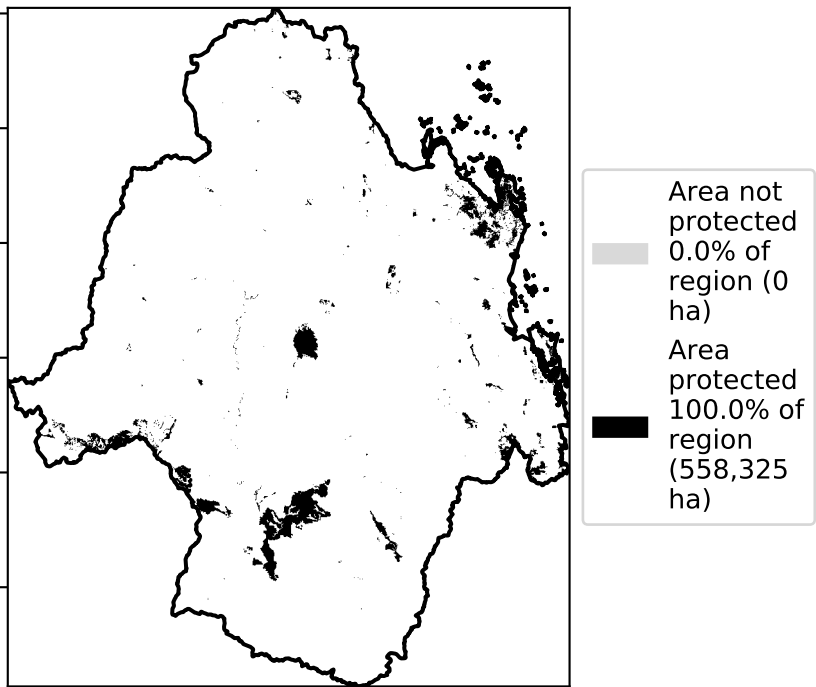 Area not
protected
0.0% of
region (0
ha)
Area
protected
100.0% of
region
(558,325
ha)